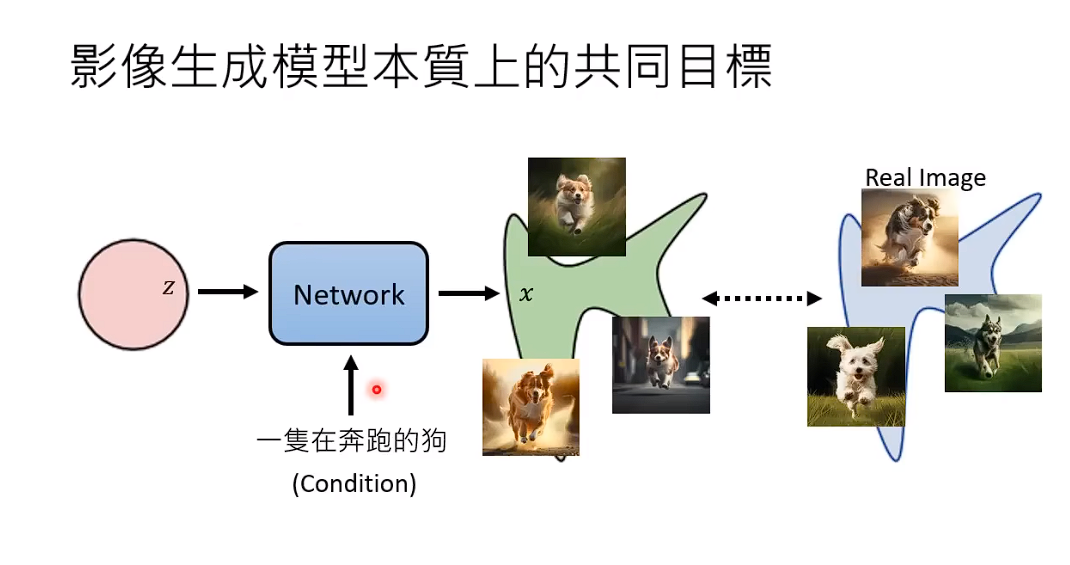 影像生成模型本質上的共同目標
Real Image
z
Network
x
一隻在奔跑的狗
(Condition)